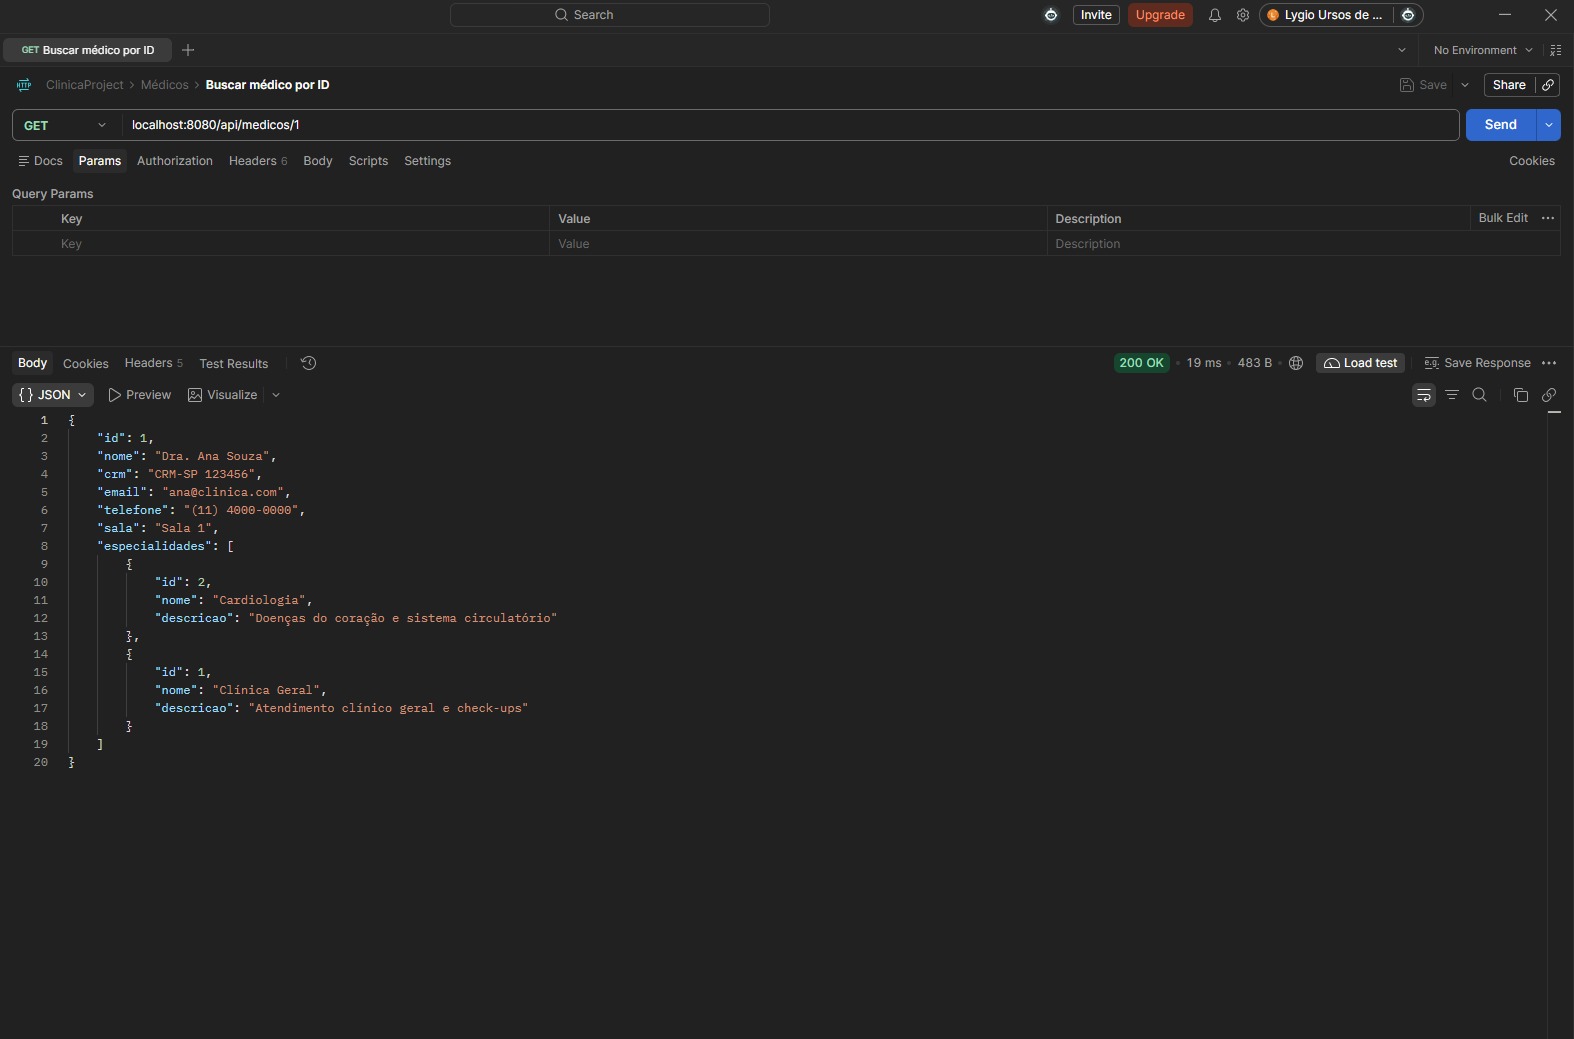 Search
Invite
Upgrade
Lygio Ursos de ...
GET Buscar médico por ID
No Environment
HTTP
ClinicaProject > Médicos > Buscar médico por ID
Save
Share
GET
localhost:8080/api/medicos/1
Send
Docs Params Authorization Headers 6 Body Scripts Settings
Cookies
Query Params
Key Value Description Bulk Edit
Key Value Description
Body Cookies Headers 5 Test Results
200 OK • 19 ms • 483 B •
Load test
e.g. Save Response
{} JSON Preview Visualize
1 {
2 "id": 1,
3 "nome": "Dra. Ana Souza",
4 "crm": "CRM-SP 123456",
5 "email": "ana@clinica.com",
6 "telefone": "(11) 4000-0000",
7 "sala": "Sala 1",
8 "especialidades": [
9 {
10 "id": 2,
11 "nome": "Cardiologia",
12 "descricao": "Doenças do coração e sistema circulatório"
13 },
14 {
15 "id": 1,
16 "nome": "Clínica Geral",
17 "descricao": "Atendimento clínico geral e check-ups"
18 }
19 ]
20 }